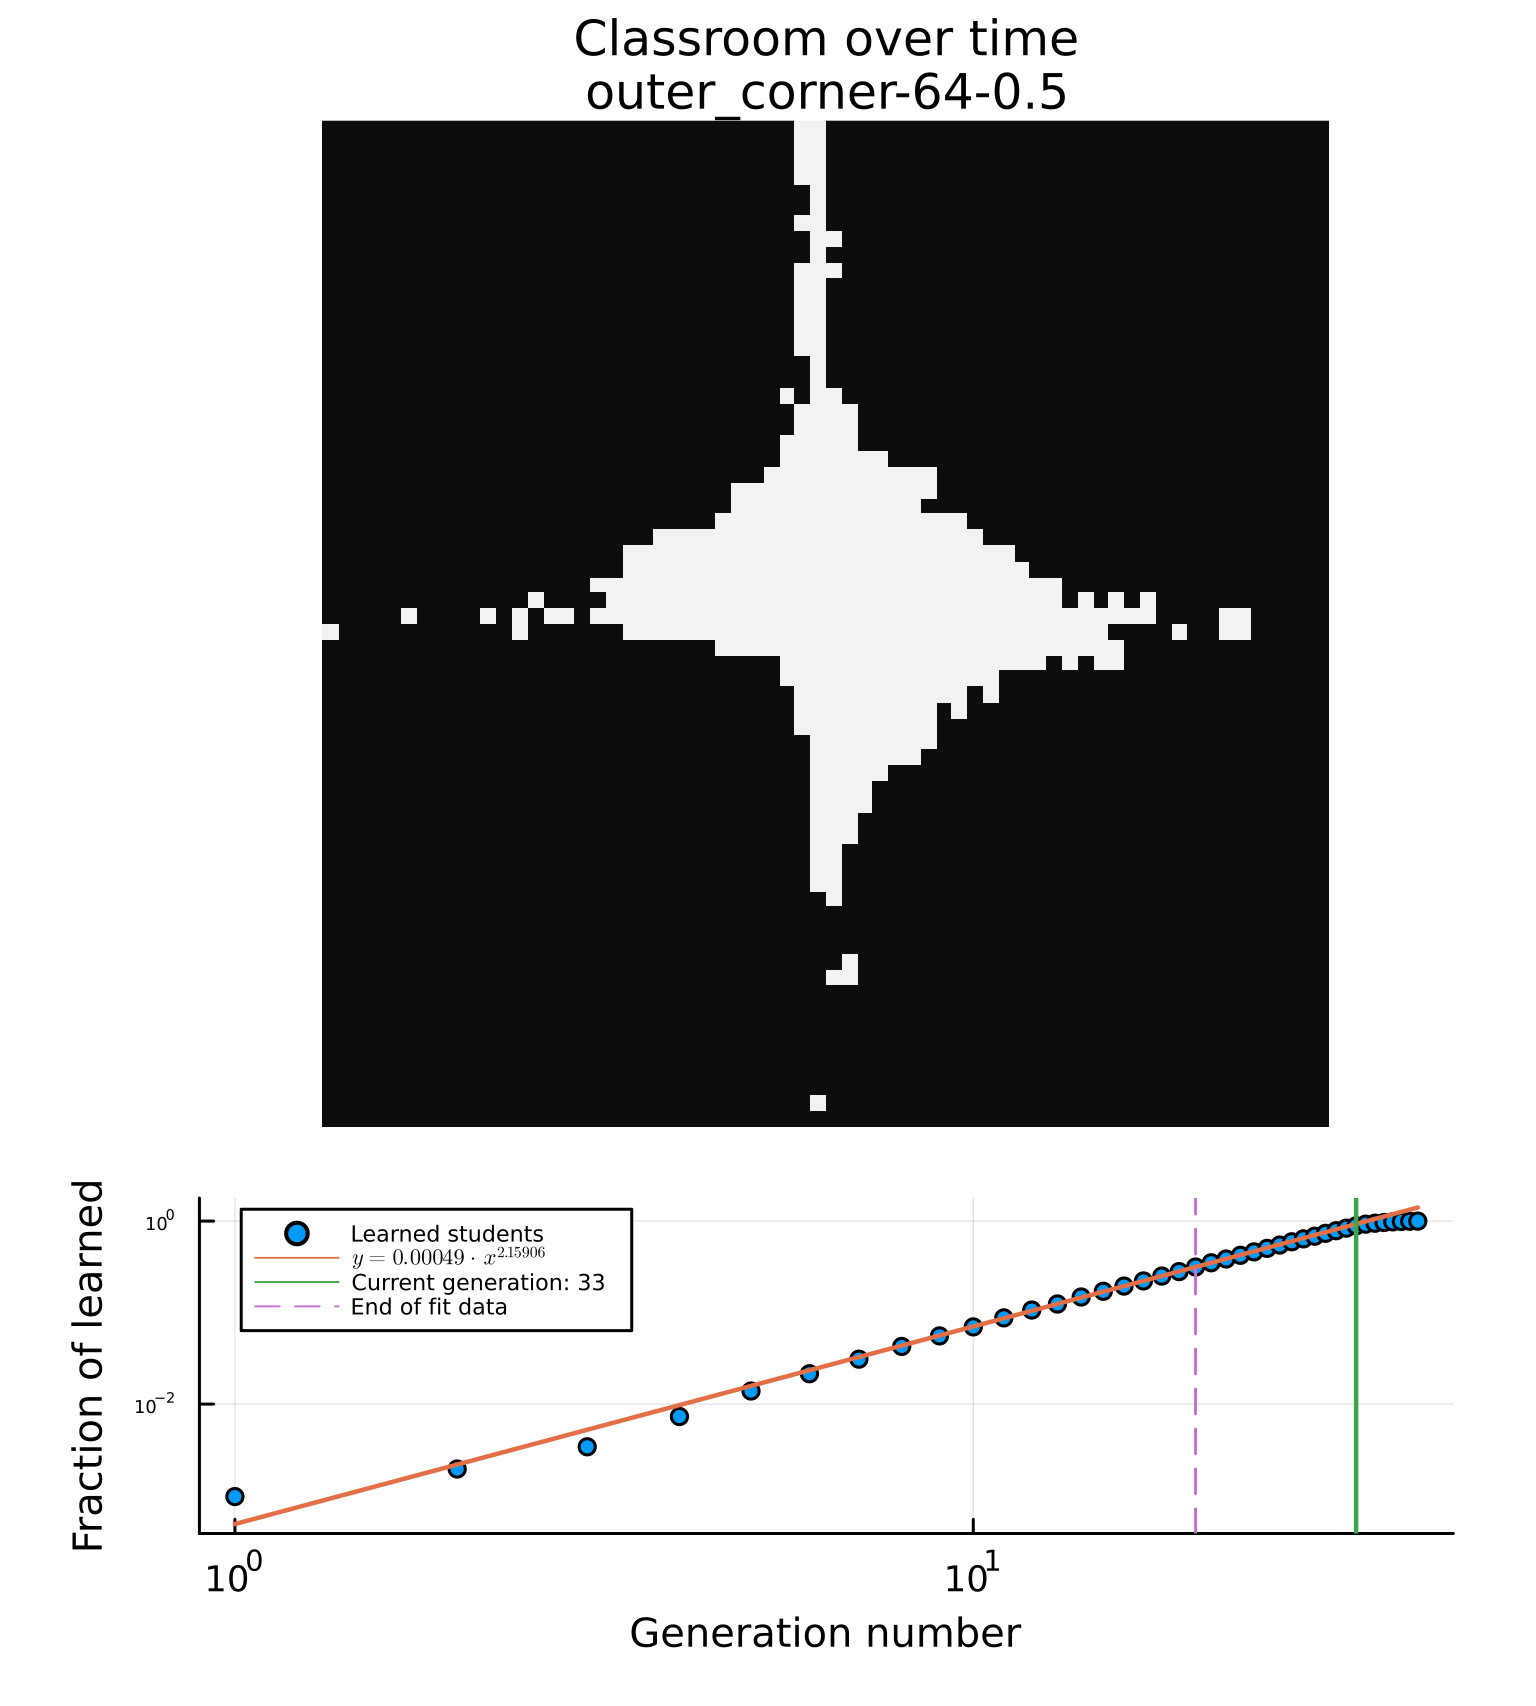 Classroom over time
outer_corner-64-0.5
Fraction of learned
10⁰
10⁻²
Learned students
y = 0.00049 · x^2.15906
Current generation: 33
End of fit data
10⁰ 10¹
Generation number